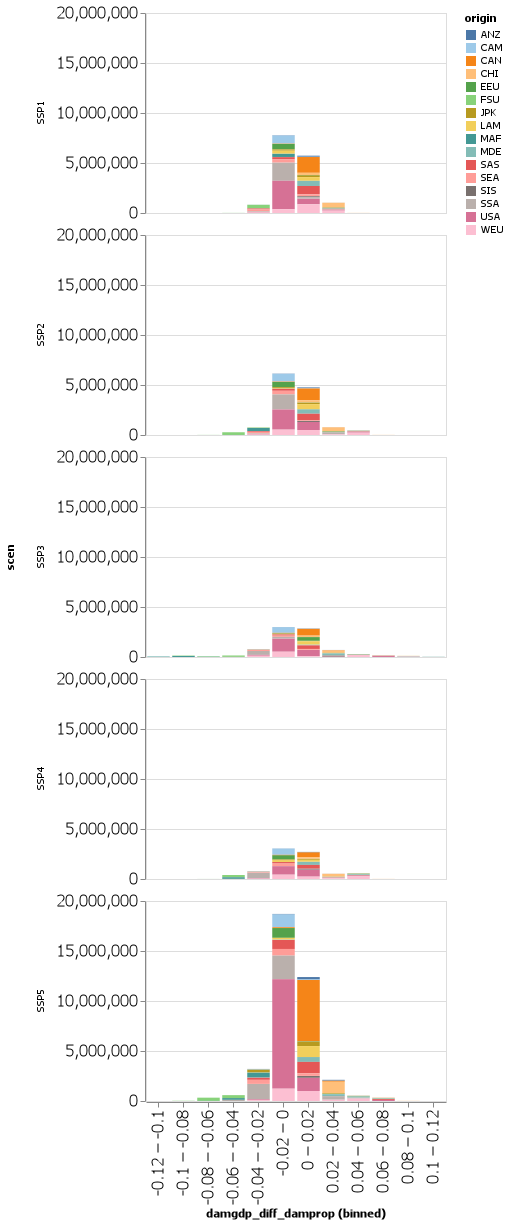 origin
ANZ
CAM
CAN
CHI
EEU
FSU
JPK
LAM
MAF
MDE
SAS
SEA
SIS
SSA
USA
WEU
scen
SSP1
20,000,000
15,000,000
10,000,000
5,000,000
0
SSP2
20,000,000
15,000,000
10,000,000
5,000,000
0
SSP3
20,000,000
15,000,000
10,000,000
5,000,000
0
SSP4
20,000,000
15,000,000
10,000,000
5,000,000
0
SSP5
20,000,000
15,000,000
10,000,000
5,000,000
0
-0.12 – -0.1
-0.1 – -0.08
-0.08 – -0.06
-0.06 – -0.04
-0.04 – -0.02
-0.02 – 0
0 – 0.02
0.02 – 0.04
0.04 – 0.06
0.06 – 0.08
0.08 – 0.1
0.1 – 0.12
damgdp_diff_damprop (binned)